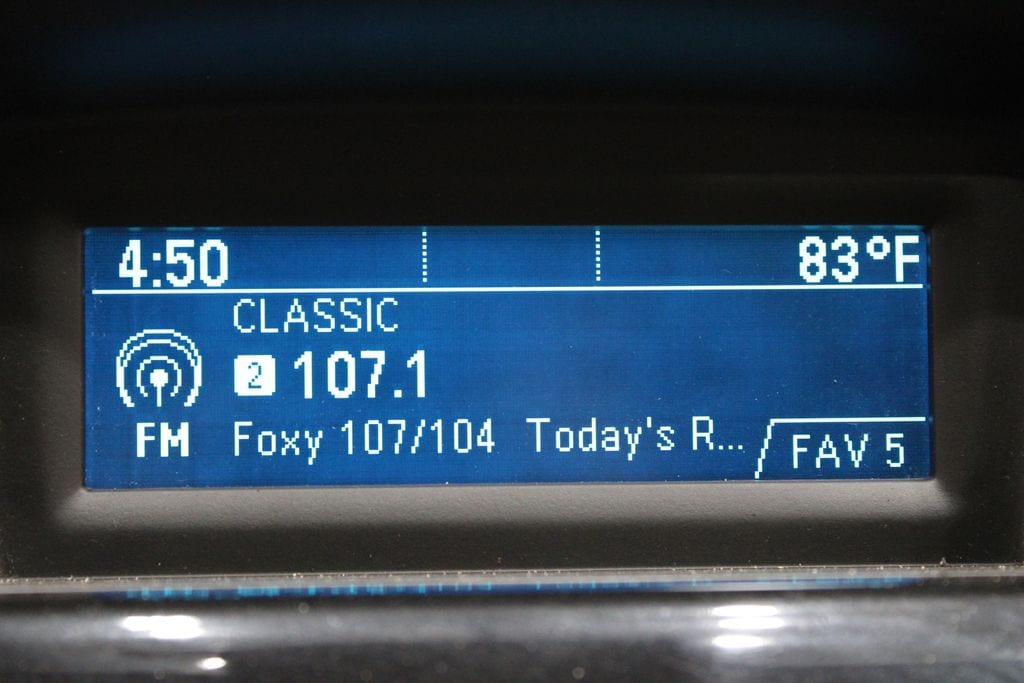 4:50 83°F
CLASSIC
2 107.1
FM Foxy 107/104 Today's R... FAV 5